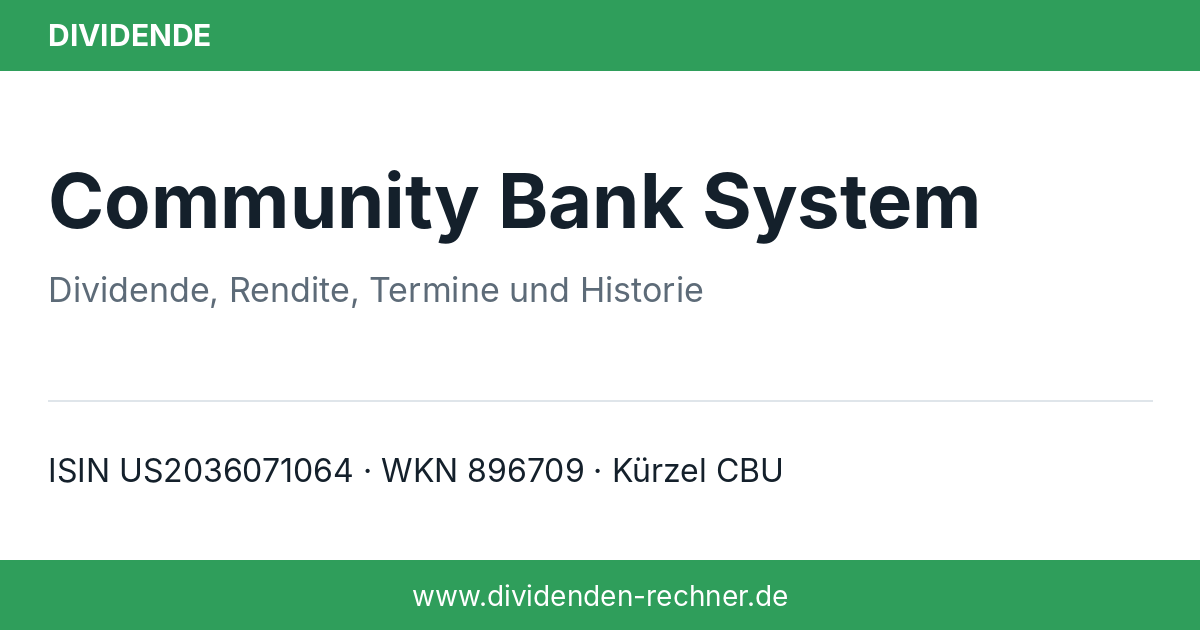 DIVIDENDE
Community Bank System
Dividende, Rendite, Termine und Historie
ISIN US2036071064 · WKN 896709 · Kürzel CBU
www.dividenden-rechner.de